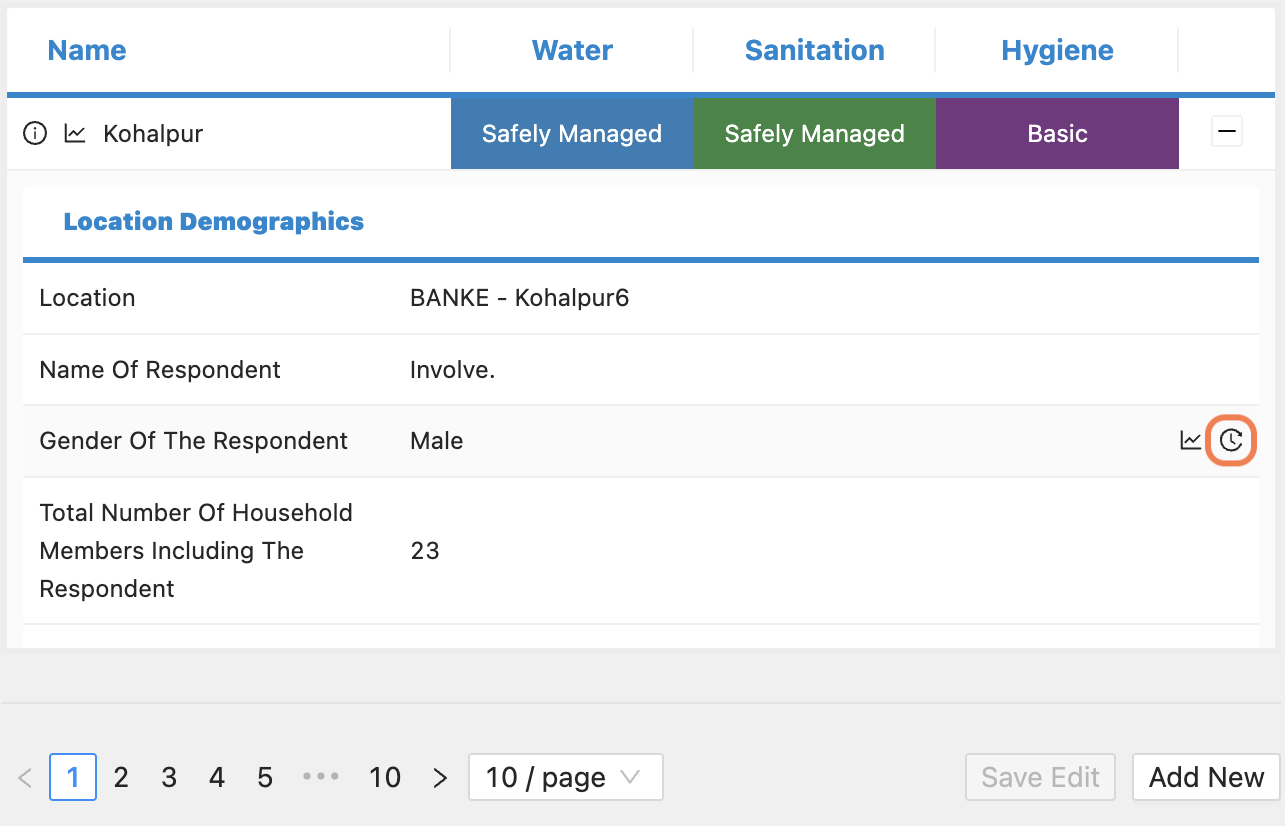 Name Water Sanitation Hygiene
Kohalpur Safely Managed Safely Managed Basic
Location Demographics
Location BANKE - Kohalpur6
Name Of Respondent Involve.
Gender Of The Respondent Male
Total Number Of Household
Members Including The 23
Respondent
1 2 3 4 5 ••• 10 10 / page Save Edit Add New